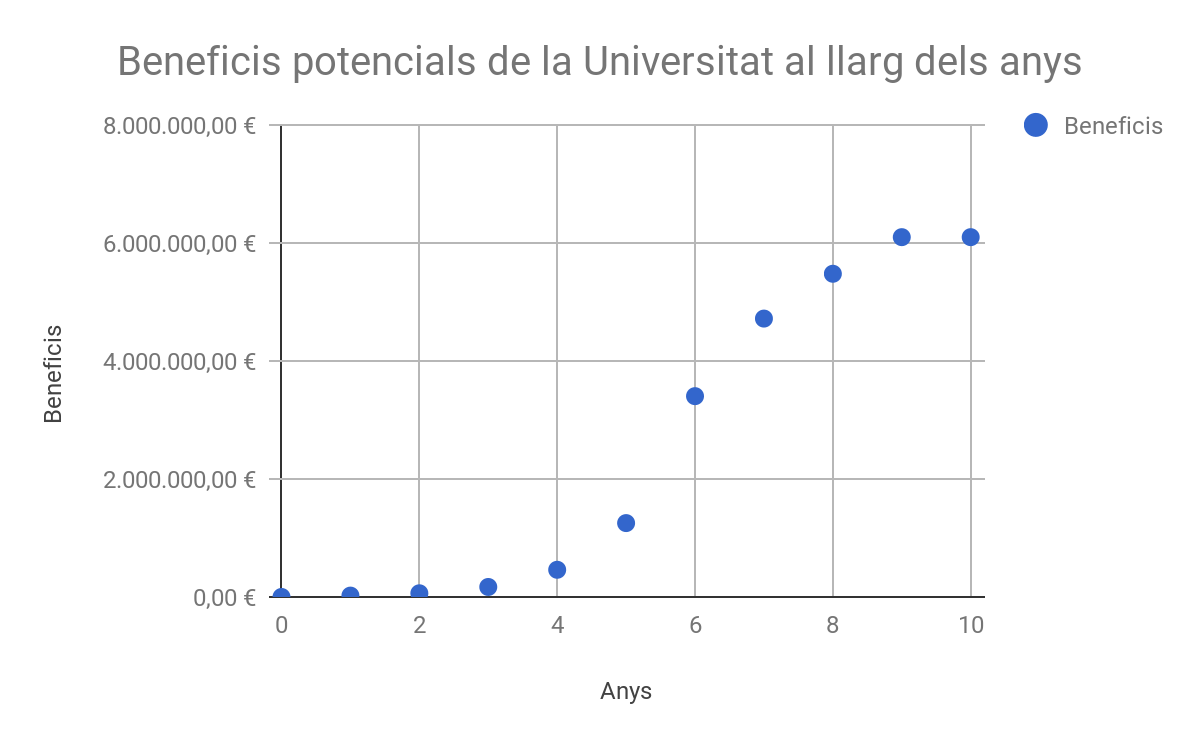 Beneficis potencials de la Universitat al llarg dels anys
8.000.000,00 €
6.000.000,00 €
4.000.000,00 €
2.000.000,00 €
0,00 €
Beneficis
0 2 4 6 8 10
Anys
Beneficis